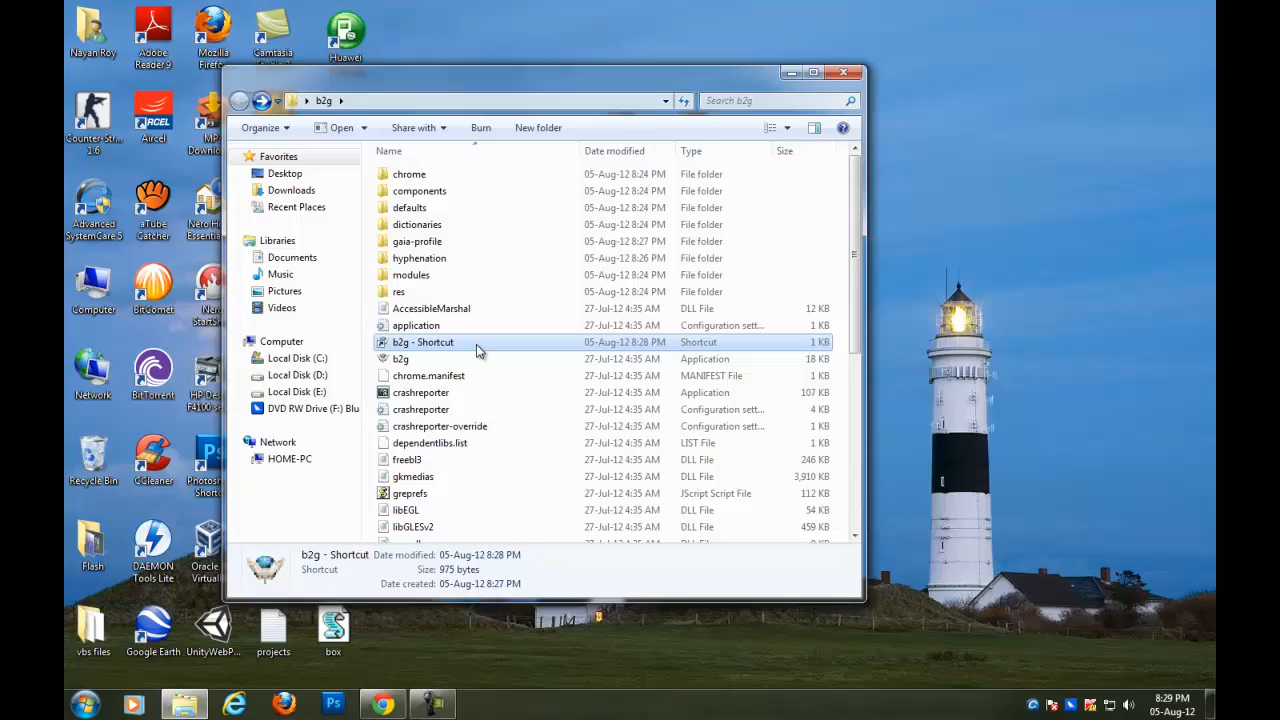 Nayan Roy
Adobe Reader 9
Mozilla Firef...
Camtasia
Huawei
b2g
Search b2g
Organize
Open
Share with
Burn
New folder
Name Date modified Type Size
Favorites
Desktop
Downloads
Recent Places
Libraries
Documents
Music
Pictures
Videos
Computer
Local Disk (C:)
Local Disk (D:)
Local Disk (E:)
DVD RW Drive (F:) Blu
Network
HOME-PC
chrome 05-Aug-12 8:24 PM File folder
components 05-Aug-12 8:24 PM File folder
defaults 05-Aug-12 8:24 PM File folder
dictionaries 05-Aug-12 8:24 PM File folder
gaia-profile 05-Aug-12 8:27 PM File folder
hyphenation 05-Aug-12 8:26 PM File folder
modules 05-Aug-12 8:24 PM File folder
res 05-Aug-12 8:24 PM File folder
AccessibleMarshal 27-Jul-12 4:35 AM DLL File 12 KB
application 27-Jul-12 4:35 AM Configuration sett... 1 KB
b2g - Shortcut 05-Aug-12 8:28 PM Shortcut 1 KB
b2g 27-Jul-12 4:35 AM Application 18 KB
chrome.manifest 27-Jul-12 4:35 AM MANIFEST File 1 KB
crashreporter 27-Jul-12 4:35 AM Application 107 KB
crashreporter 27-Jul-12 4:35 AM Configuration sett... 4 KB
crashreporter-override 27-Jul-12 4:35 AM Configuration sett... 1 KB
dependentlibs.list 27-Jul-12 4:35 AM LIST File 1 KB
freebl3 27-Jul-12 4:35 AM DLL File 246 KB
gkmedias 27-Jul-12 4:35 AM DLL File 3,910 KB
greprefs 27-Jul-12 4:35 AM JScript Script File 112 KB
libEGL 27-Jul-12 4:35 AM DLL File 54 KB
libGLESv2 27-Jul-12 4:35 AM DLL File 459 KB
b2g - Shortcut Date modified: 05-Aug-12 8:28 PM
Shortcut Size: 975 bytes
Date created: 05-Aug-12 8:27 PM
Counter-Str... 1.6
Aircel
MP
Downlo
Advanced SystemCare 5
aTube Catcher
Nero Ho
Essentia
Computer
BitComet
Nero
StartSm
Network
BitTorrent
HP Des
F4100 se
Recycle Bin
CCleaner
Photosh
Shortc
Flash
DAEMON Tools Lite
Oracle
Virtual
vbs files
Google Earth
UnityWebP...
projects
box
Ps
8:29 PM
05-Aug-12